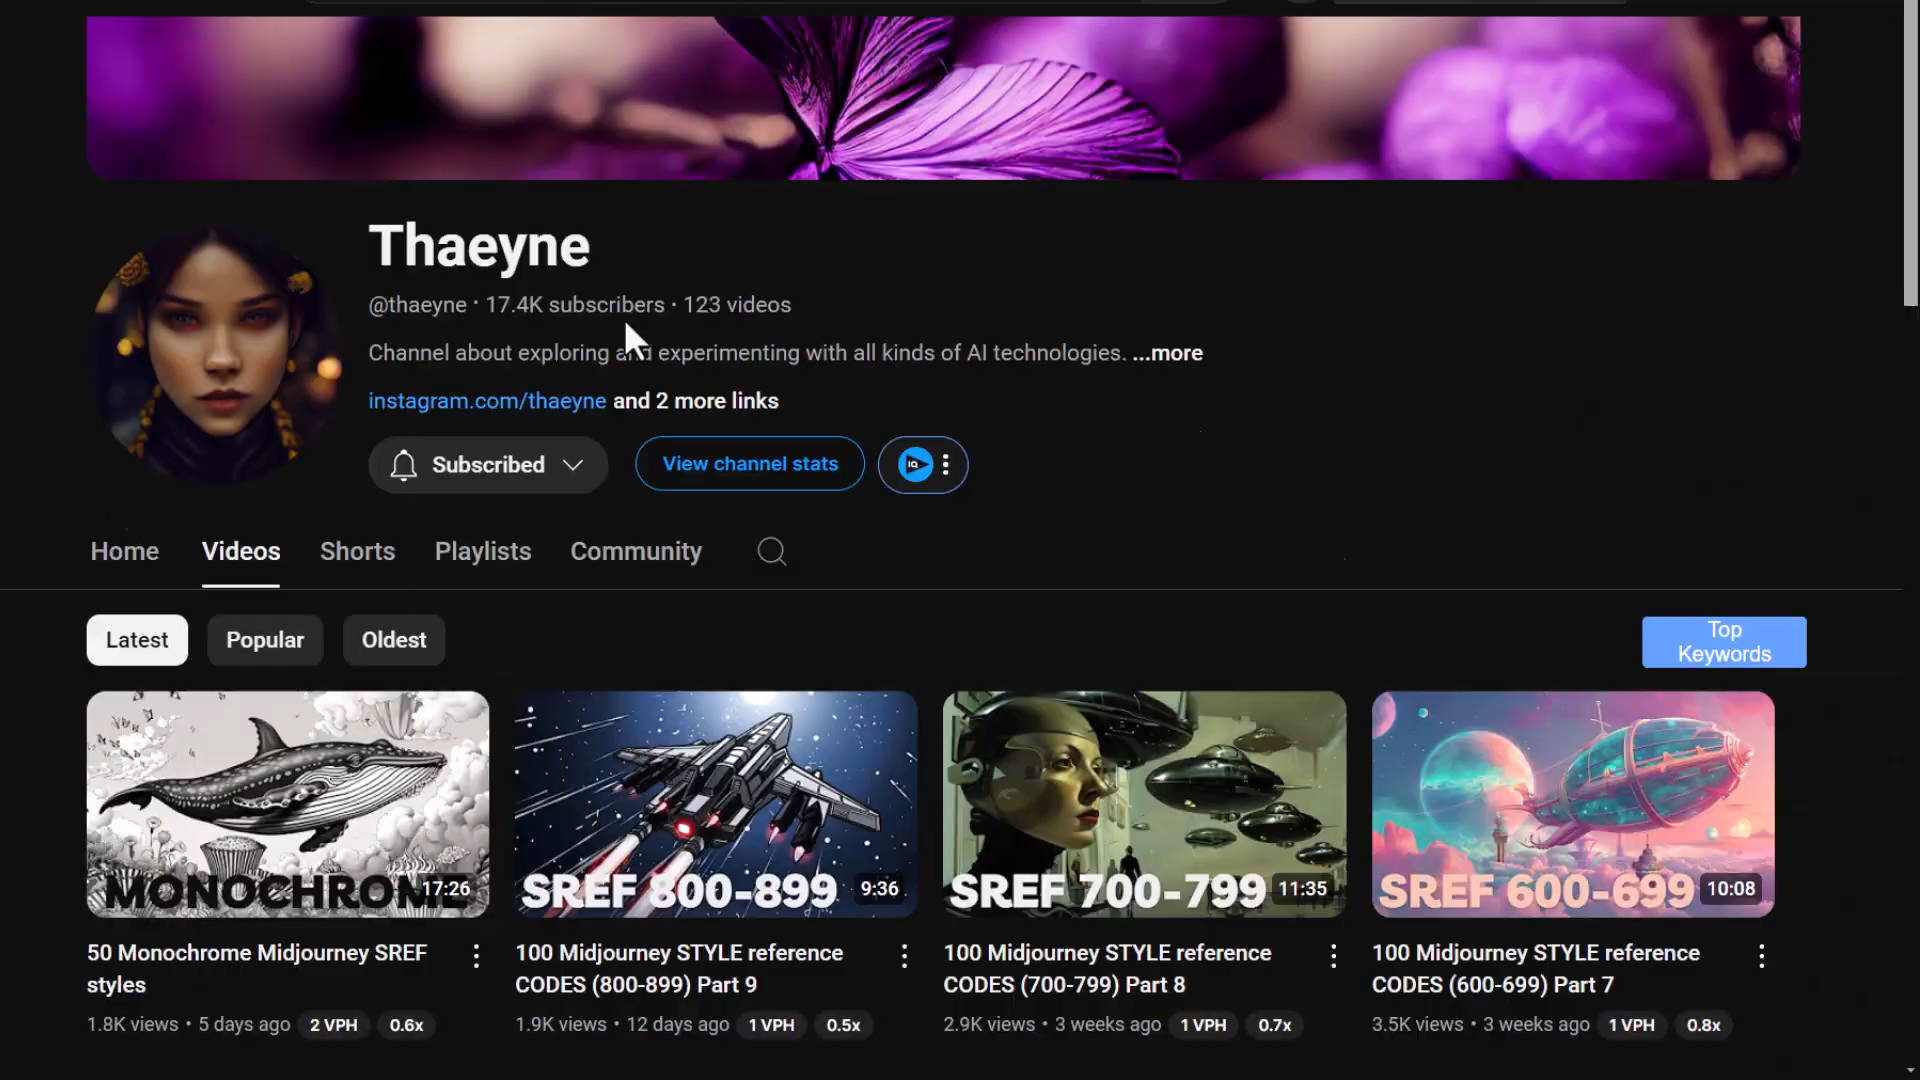 Thaeyne
@thaeyne · 17.4K subscribers · 123 videos
Channel about exploring and experimenting with all kinds of AI technologies. ...more
instagram.com/thaeyne and 2 more links
Subscribed
View channel stats
IQ
Home
Videos
Shorts
Playlists
Community
Latest
Popular
Oldest
Top
Keywords
MONOCHROME
17:26
SREF 800-899
9:36
SREF 700-799
11:35
SREF 600-699
10:08
50 Monochrome Midjourney SREF
styles
1.8K views • 5 days ago 2 VPH 0.6x
100 Midjourney STYLE reference
CODES (800-899) Part 9
1.9K views • 12 days ago 1 VPH 0.5x
100 Midjourney STYLE reference
CODES (700-799) Part 8
2.9K views • 3 weeks ago 1 VPH 0.7x
100 Midjourney STYLE reference
CODES (600-699) Part 7
3.5K views • 3 weeks ago 1 VPH 0.8x